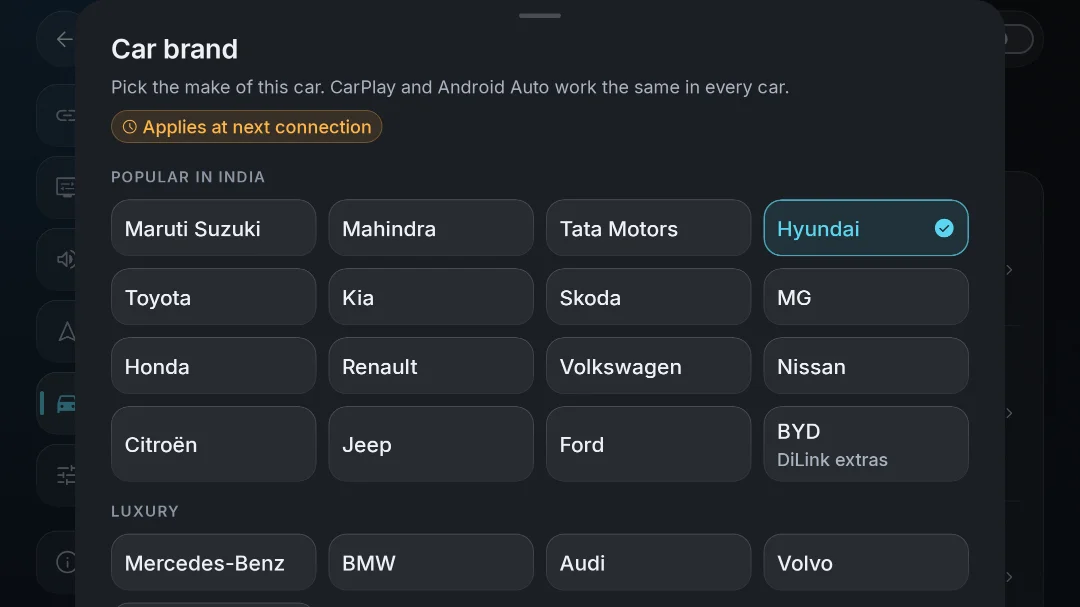 Car brand
Pick the make of this car. CarPlay and Android Auto work the same in every car.
Applies at next connection
POPULAR IN INDIA
Maruti Suzuki
Mahindra
Tata Motors
Hyundai
Toyota
Kia
Skoda
MG
Honda
Renault
Volkswagen
Nissan
Citroën
Jeep
Ford
BYD
DiLink extras
LUXURY
Mercedes-Benz
BMW
Audi
Volvo